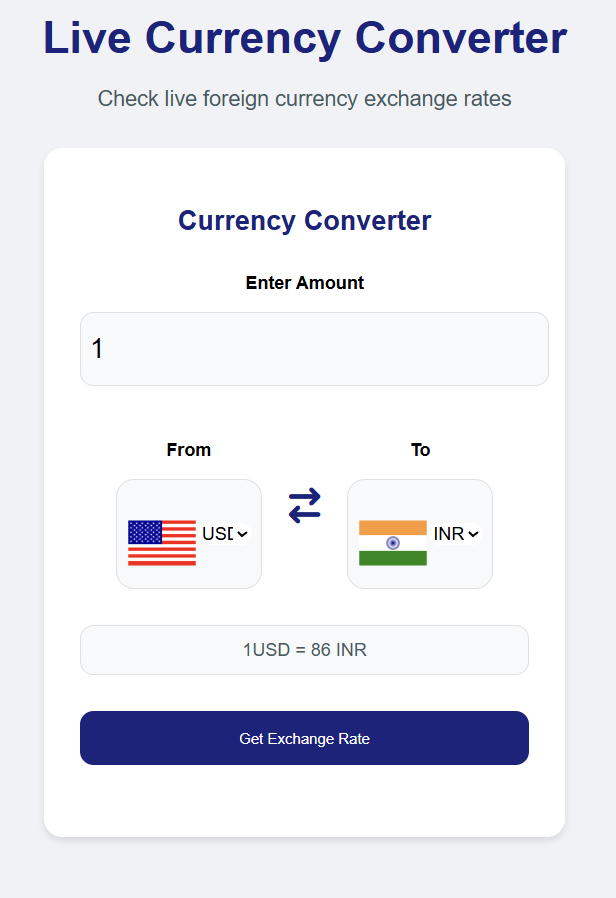 Live Currency Converter
Check live foreign currency exchange rates
Currency Converter
Enter Amount
1
From To
USD INR
1USD = 86 INR
Get Exchange Rate